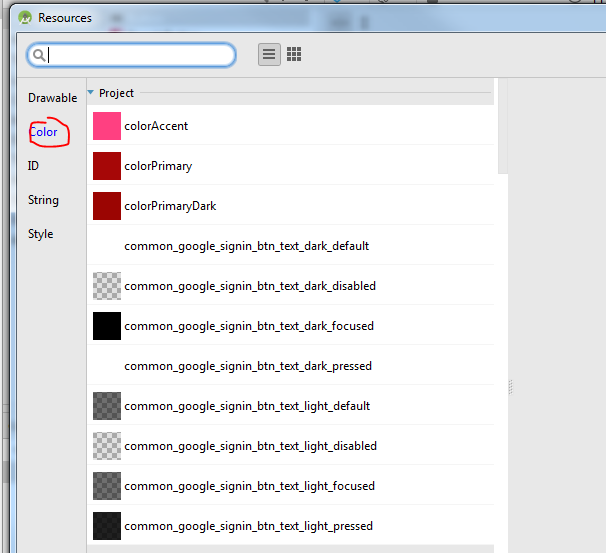 Resources
Drawable
Color
ID
String
Style
Project
colorAccent
colorPrimary
colorPrimaryDark
common_google_signin_btn_text_dark_default
common_google_signin_btn_text_dark_disabled
common_google_signin_btn_text_dark_focused
common_google_signin_btn_text_dark_pressed
common_google_signin_btn_text_light_default
common_google_signin_btn_text_light_disabled
common_google_signin_btn_text_light_focused
common_google_signin_btn_text_light_pressed